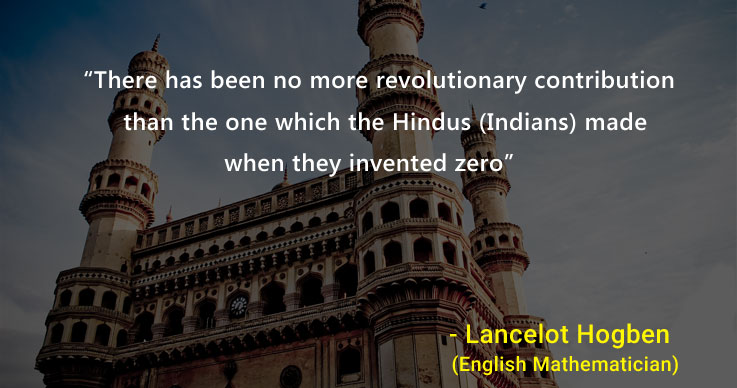 “There has been no more revolutionary contribution
than the one which the Hindus (Indians) made
when they invented zero”
- Lancelot Hogben
(English Mathematician)